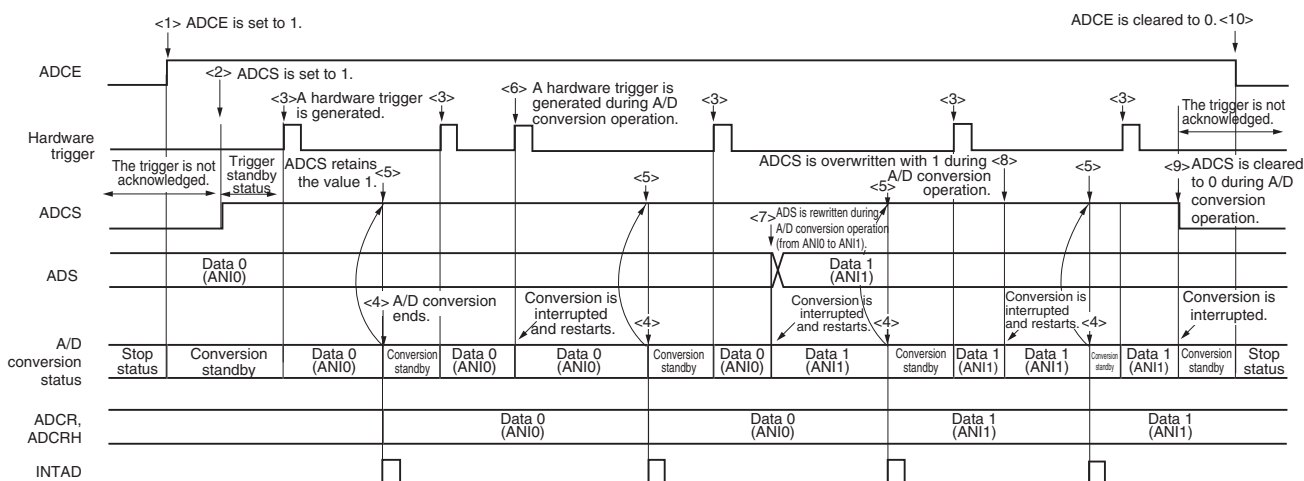 <1> ADCE is set to 1.
ADCE is cleared to 0. <10>
ADCE
<2> ADCS is set to 1.
<3> A hardware trigger
is generated.
<3>
<6> A hardware trigger is
generated during A/D
conversion operation.
<3>
<3>
<3>
The trigger is not
acknowledged.
Hardware
trigger
The trigger is not
acknowledged.
Trigger
standby
status
ADCS retains
the value 1.
<5>
<5>
ADCS is overwritten with 1 during <8>
A/D conversion
operation.
<5>
<5>
<9> ADCS is cleared
to 0 during A/D
conversion
operation.
ADCS
<7> ADS is rewritten during
A/D conversion operation
(from ANI0 to ANI1).
ADS
Data 0
(ANI0)
Data 1
(ANI1)
<4> A/D conversion
ends.
Conversion is
interrupted
and restarts.
<4>
Conversion is
interrupted
and restarts.
<4>
Conversion is
interrupted
and restarts.
<4>
Conversion is
interrupted.
A/D
conversion
status
Stop
status
Conversion
standby
Data 0
(ANI0)
Conversion
standby
Data 0
(ANI0)
Data 0
(ANI0)
Conversion
standby
Data 0
(ANI0)
Data 1
(ANI1)
Conversion
standby
Data 1
(ANI1)
Data 1
(ANI1)
Conversion
standby
Data 1
(ANI1)
Conversion
standby
Stop
status
ADCR,
ADCRH
Data 0
(ANI0)
Data 0
(ANI0)
Data 1
(ANI1)
Data 1
(ANI1)
INTAD